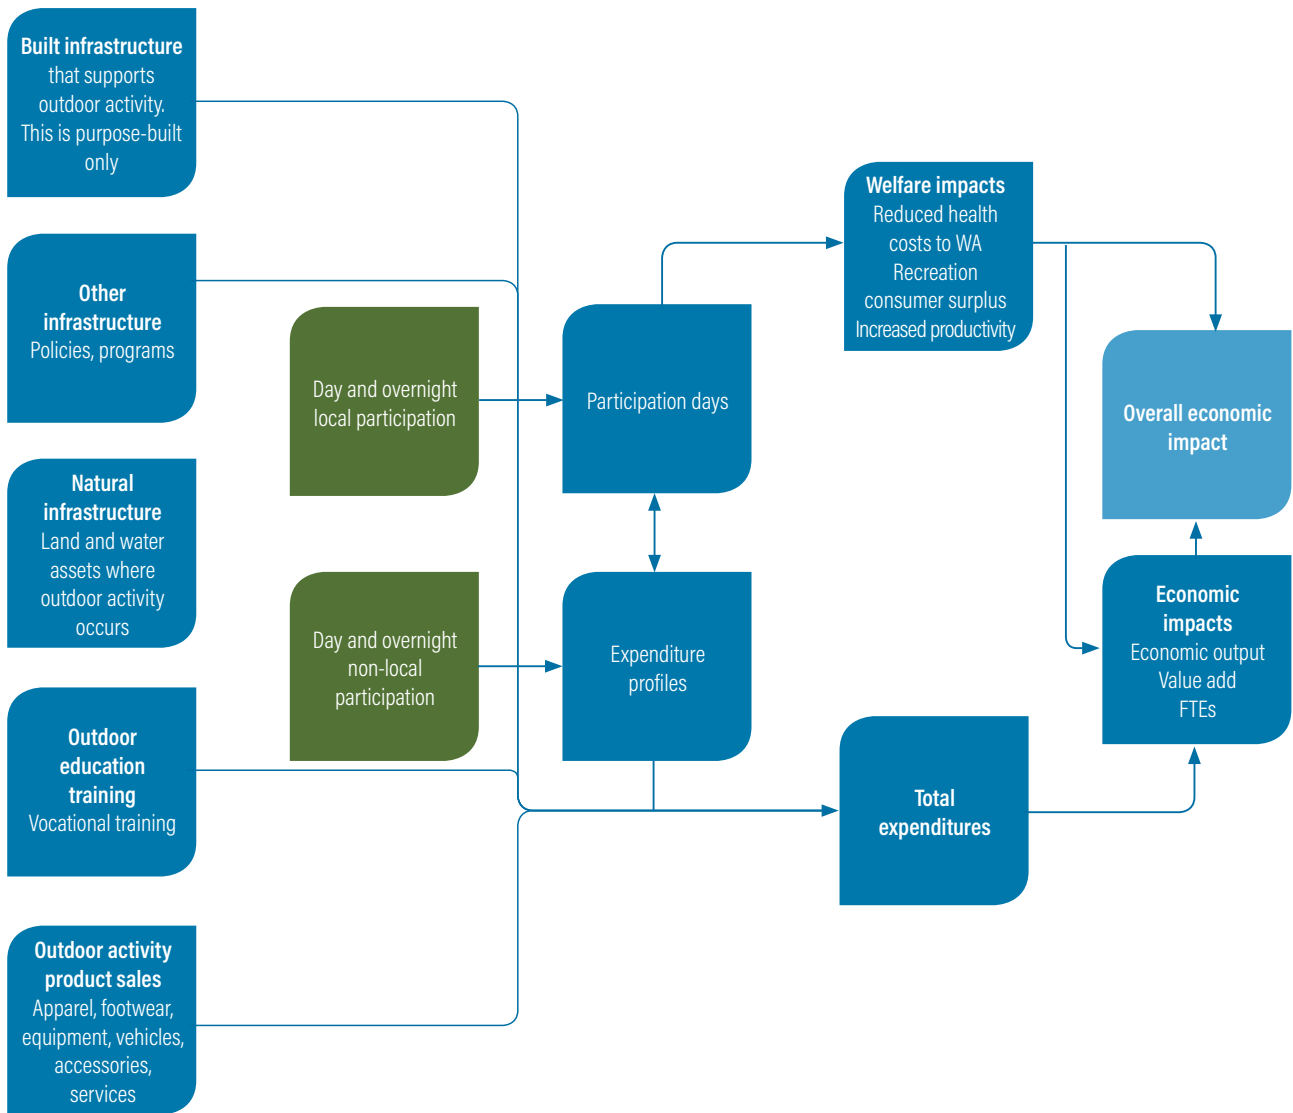 Built infrastructure
that supports
outdoor activity.
This is purpose-built
only
Other
infrastructure
Policies, programs
Natural
infrastructure
Land and water
assets where
outdoor activity
occurs
Outdoor
education
training
Vocational training
Outdoor activity
product sales
Apparel, footwear,
equipment, vehicles,
accessories,
services
Day and overnight
local participation
Day and overnight
non-local
participation
Participation days
Expenditure
profiles
Welfare impacts
Reduced health
costs to WA
Recreation
consumer surplus
Increased productivity
Total
expenditures
Overall economic
impact
Economic
impacts
Economic output
Value add
FTEs